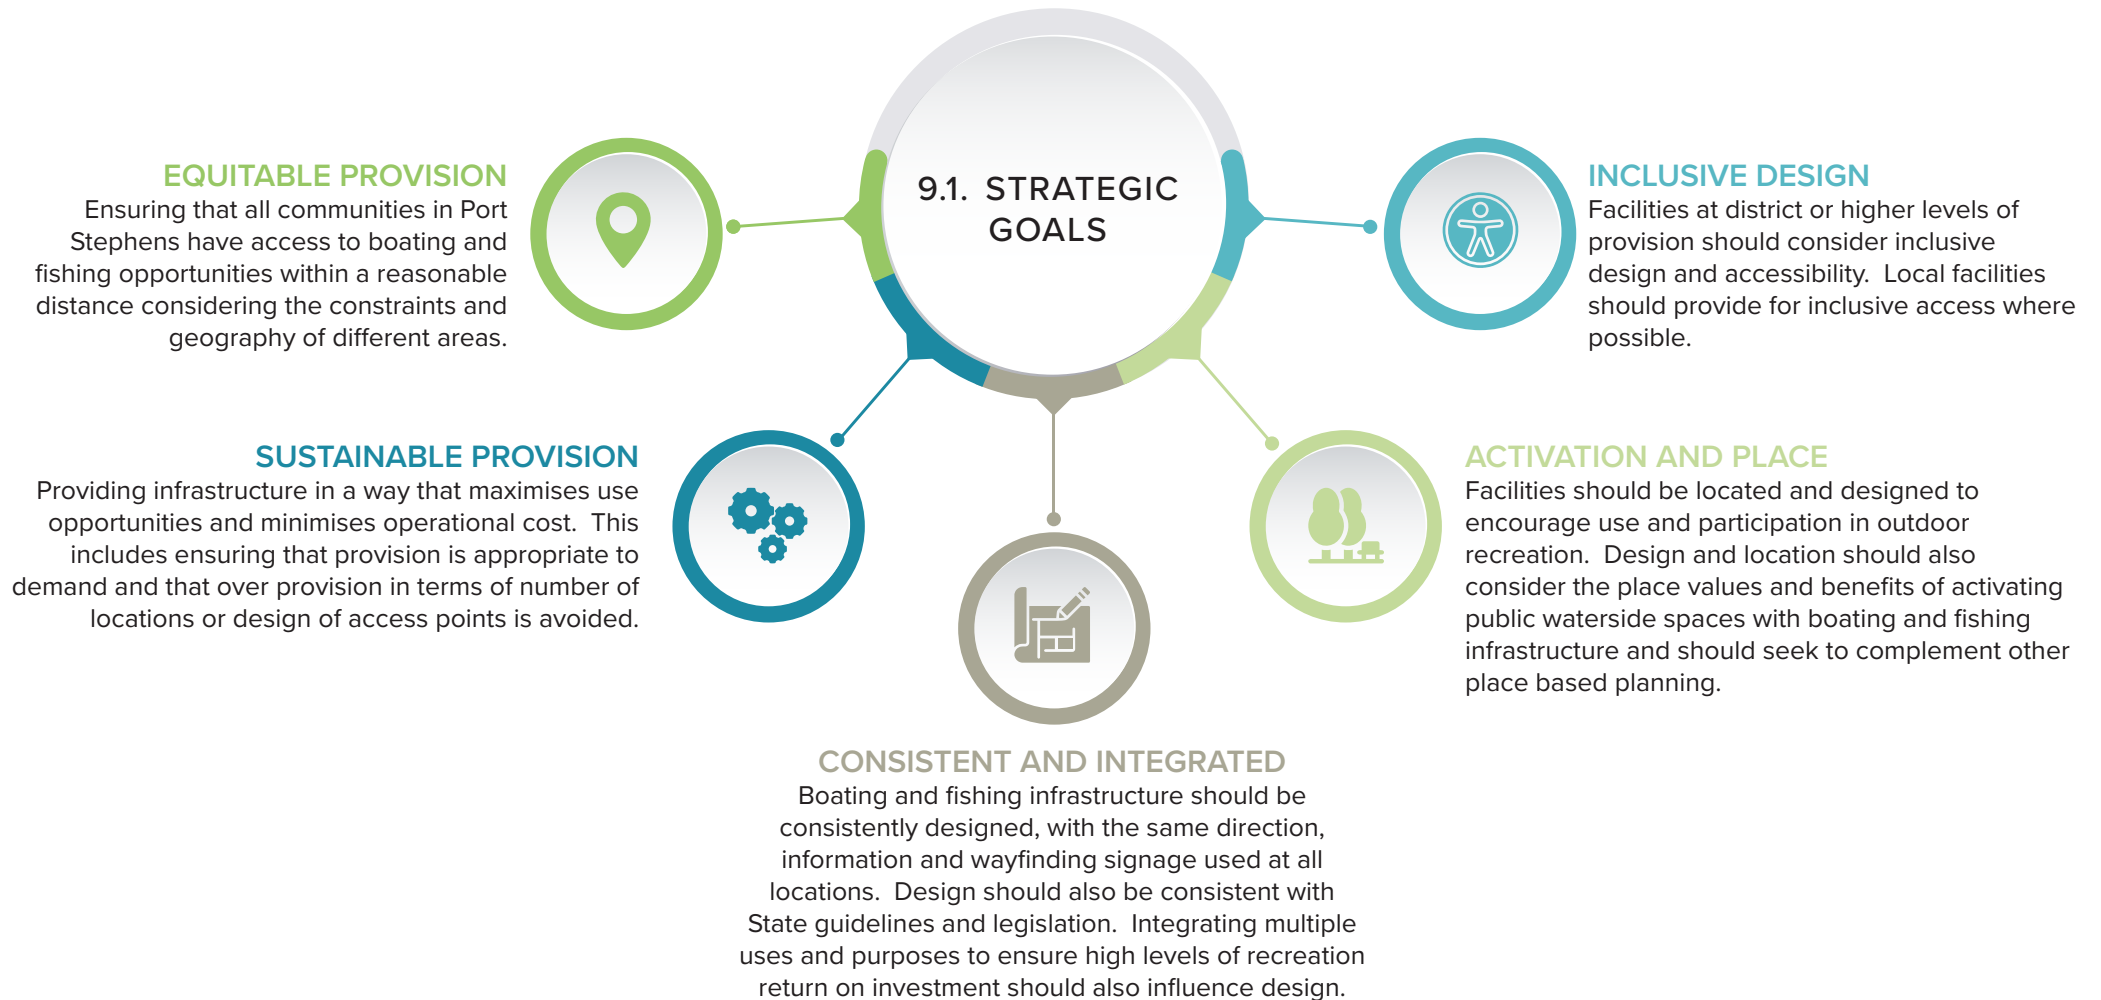 9.1. STRATEGIC
GOALS
EQUITABLE PROVISION
Ensuring that all communities in Port
Stephens have access to boating and
fishing opportunities within a reasonable
distance considering the constraints and
geography of different areas.
SUSTAINABLE PROVISION
Providing infrastructure in a way that maximises use
opportunities and minimises operational cost.  This
includes ensuring that provision is appropriate to
demand and that over provision in terms of number of
locations or design of access points is avoided.
CONSISTENT AND INTEGRATED
Boating and fishing infrastructure should be
consistently designed, with the same direction,
information and wayfinding signage used at all
locations.  Design should also be consistent with
State guidelines and legislation.  Integrating multiple
uses and purposes to ensure high levels of recreation
return on investment should also influence design.
ACTIVATION AND PLACE
Facilities should be located and designed to
encourage use and participation in outdoor
recreation.  Design and location should also
consider the place values and benefits of activating
public waterside spaces with boating and fishing
infrastructure and should seek to complement other
place based planning.
INCLUSIVE DESIGN
Facilities at district or higher levels of
provision should consider inclusive
design and accessibility.  Local facilities
should provide for inclusive access where
possible.